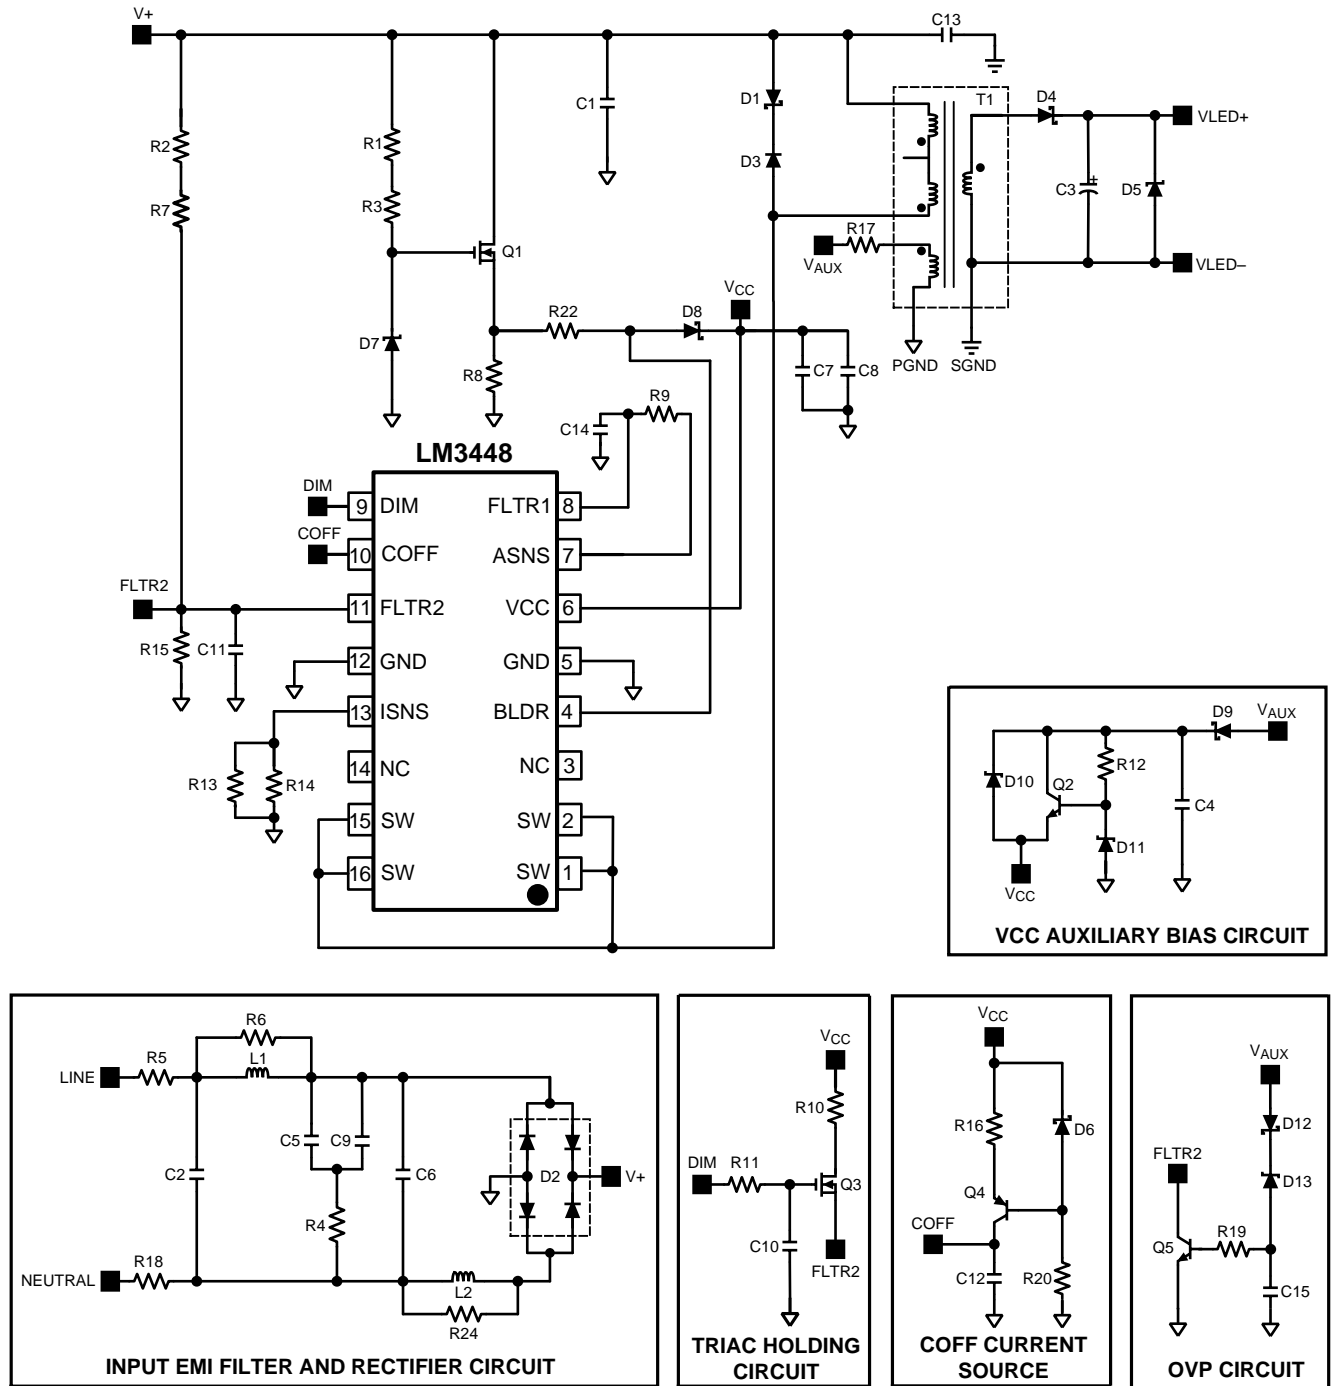 V+
C13
C1
D1
T1
D4
VLED+
R2
R1
D3
C3
+
D5
R7
R3
R17
VAUX
Q1
VLED–
VCC
R22
D8
D7
R8
C7
C8
PGND
SGND
R9
C14
LM3448
DIM
9
DIM
FLTR1
8
COFF
10
COFF
ASNS
7
FLTR2
11
FLTR2
VCC
6
R15
C11
12
GND
GND
5
13
ISNS
BLDR
4
R13
R14
14
NC
NC
3
15
SW
SW
2
16
SW
SW
1
D9
VAUX
R12
D10
Q2
C4
D11
VCC
VCC AUXILIARY BIAS CIRCUIT
R6
LINE
R5
L1
C5
C9
C2
C6
D2
V+
R4
NEUTRAL
R18
L2
R24
INPUT EMI FILTER AND RECTIFIER CIRCUIT
VCC
R10
DIM
R11
Q3
C10
FLTR2
TRIAC HOLDING
CIRCUIT
VCC
R16
D6
Q4
COFF
C12
R20
COFF CURRENT
SOURCE
VAUX
D12
FLTR2
D13
Q5
R19
C15
OVP CIRCUIT